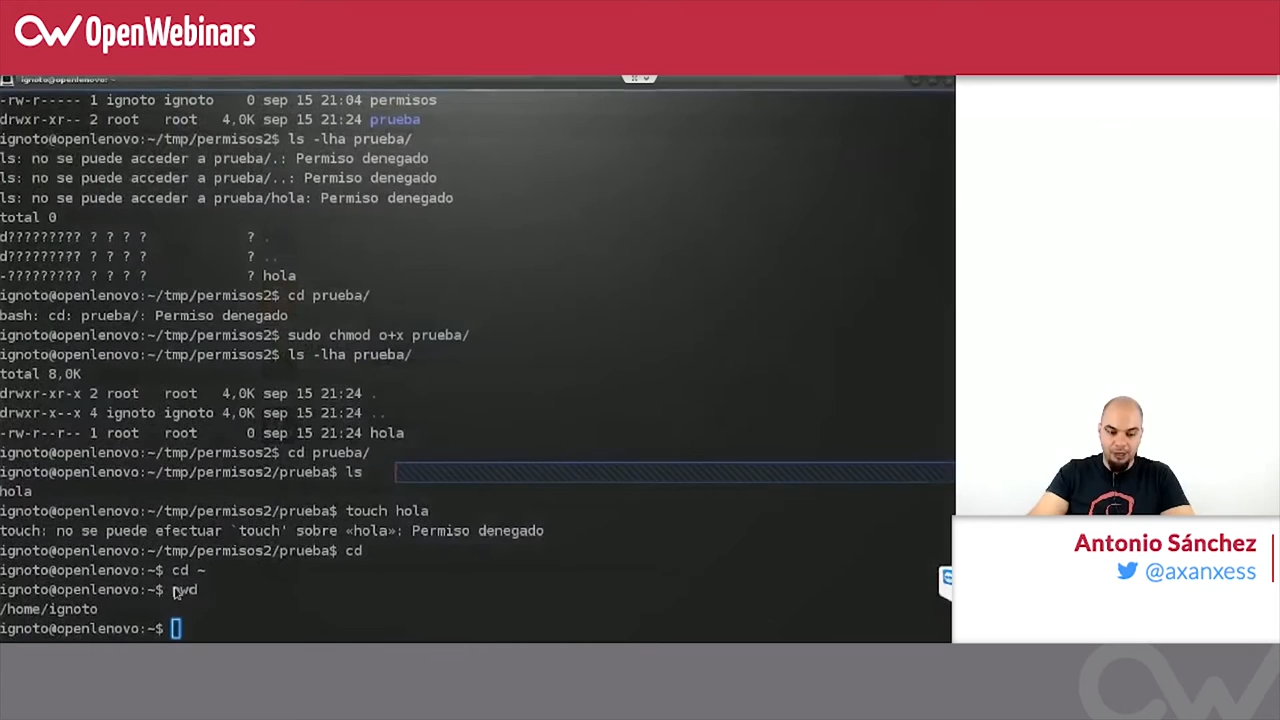 OpenWebinars
ignoto@openlenovo: ~
-rw-r----- 1 ignoto ignoto    0 sep 15 21:04 permisos
drwxr-xr-- 2 root   root   4,0K sep 15 21:24 prueba
ignoto@openlenovo:~/tmp/permisos2$ ls -lha prueba/
ls: no se puede acceder a prueba/.: Permiso denegado
ls: no se puede acceder a prueba/..: Permiso denegado
ls: no se puede acceder a prueba/hola: Permiso denegado
total 0
d????????? ? ? ? ?            ? .
d????????? ? ? ? ?            ? ..
-????????? ? ? ? ?            ? hola
ignoto@openlenovo:~/tmp/permisos2$ cd prueba/
bash: cd: prueba/: Permiso denegado
ignoto@openlenovo:~/tmp/permisos2$ sudo chmod o+x prueba/
ignoto@openlenovo:~/tmp/permisos2$ ls -lha prueba/
total 8,0K
drwxr-xr-x 2 root   root   4,0K sep 15 21:24 .
drwxr-x--x 4 ignoto ignoto 4,0K sep 15 21:24 ..
-rw-r--r-- 1 root   root      0 sep 15 21:24 hola
ignoto@openlenovo:~/tmp/permisos2$ cd prueba/
ignoto@openlenovo:~/tmp/permisos2/prueba$ ls
hola
ignoto@openlenovo:~/tmp/permisos2/prueba$ touch hola
touch: no se puede efectuar `touch' sobre «hola»: Permiso denegado
ignoto@openlenovo:~/tmp/permisos2/prueba$ cd
ignoto@openlenovo:~$ cd ~
ignoto@openlenovo:~$ pwd
/home/ignoto
ignoto@openlenovo:~$
Antonio Sánchez
@axanxess